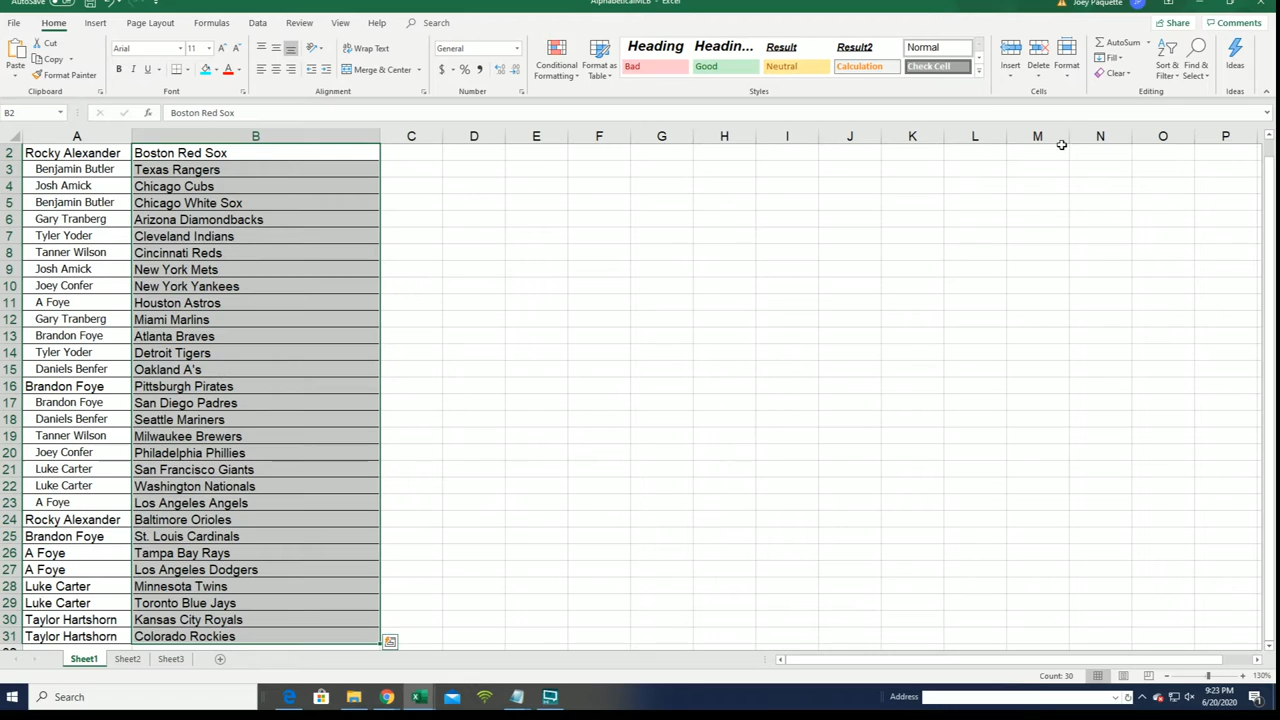 AutoSave Off AlphabeticalMLB - Excel Joey Paquette JP
File Home Insert Page Layout Formulas Data Review View Help Search Share Comments
Paste Cut Copy Format Painter Clipboard
Arial 11 B I U A Font
Wrap Text Merge & Center Alignment
General $ % , Number
Conditional Formatting Format as Table
Heading Headin... Result Result2 Normal
Bad Good Neutral Calculation Check Cell
Styles
Insert Delete Format Cells
AutoSum Fill Clear Sort & Filter Find & Select Editing
Ideas Ideas
B2 fx Boston Red Sox
A B C D E F G H I J K L M N O P
2 Rocky Alexander Boston Red Sox
3 Benjamin Butler Texas Rangers
4 Josh Amick Chicago Cubs
5 Benjamin Butler Chicago White Sox
6 Gary Tranberg Arizona Diamondbacks
7 Tyler Yoder Cleveland Indians
8 Tanner Wilson Cincinnati Reds
9 Josh Amick New York Mets
10 Joey Confer New York Yankees
11 A Foye Houston Astros
12 Gary Tranberg Miami Marlins
13 Brandon Foye Atlanta Braves
14 Tyler Yoder Detroit Tigers
15 Daniels Benfer Oakland A's
16 Brandon Foye Pittsburgh Pirates
17 Brandon Foye San Diego Padres
18 Daniels Benfer Seattle Mariners
19 Tanner Wilson Milwaukee Brewers
20 Joey Confer Philadelphia Phillies
21 Luke Carter San Francisco Giants
22 Luke Carter Washington Nationals
23 A Foye Los Angeles Angels
24 Rocky Alexander Baltimore Orioles
25 Brandon Foye St. Louis Cardinals
26 A Foye Tampa Bay Rays
27 A Foye Los Angeles Dodgers
28 Luke Carter Minnesota Twins
29 Luke Carter Toronto Blue Jays
30 Taylor Hartshorn Kansas City Royals
31 Taylor Hartshorn Colorado Rockies
Sheet1 Sheet2 Sheet3
Count: 30 130%
Search Address 9:23 PM
6/20/2020